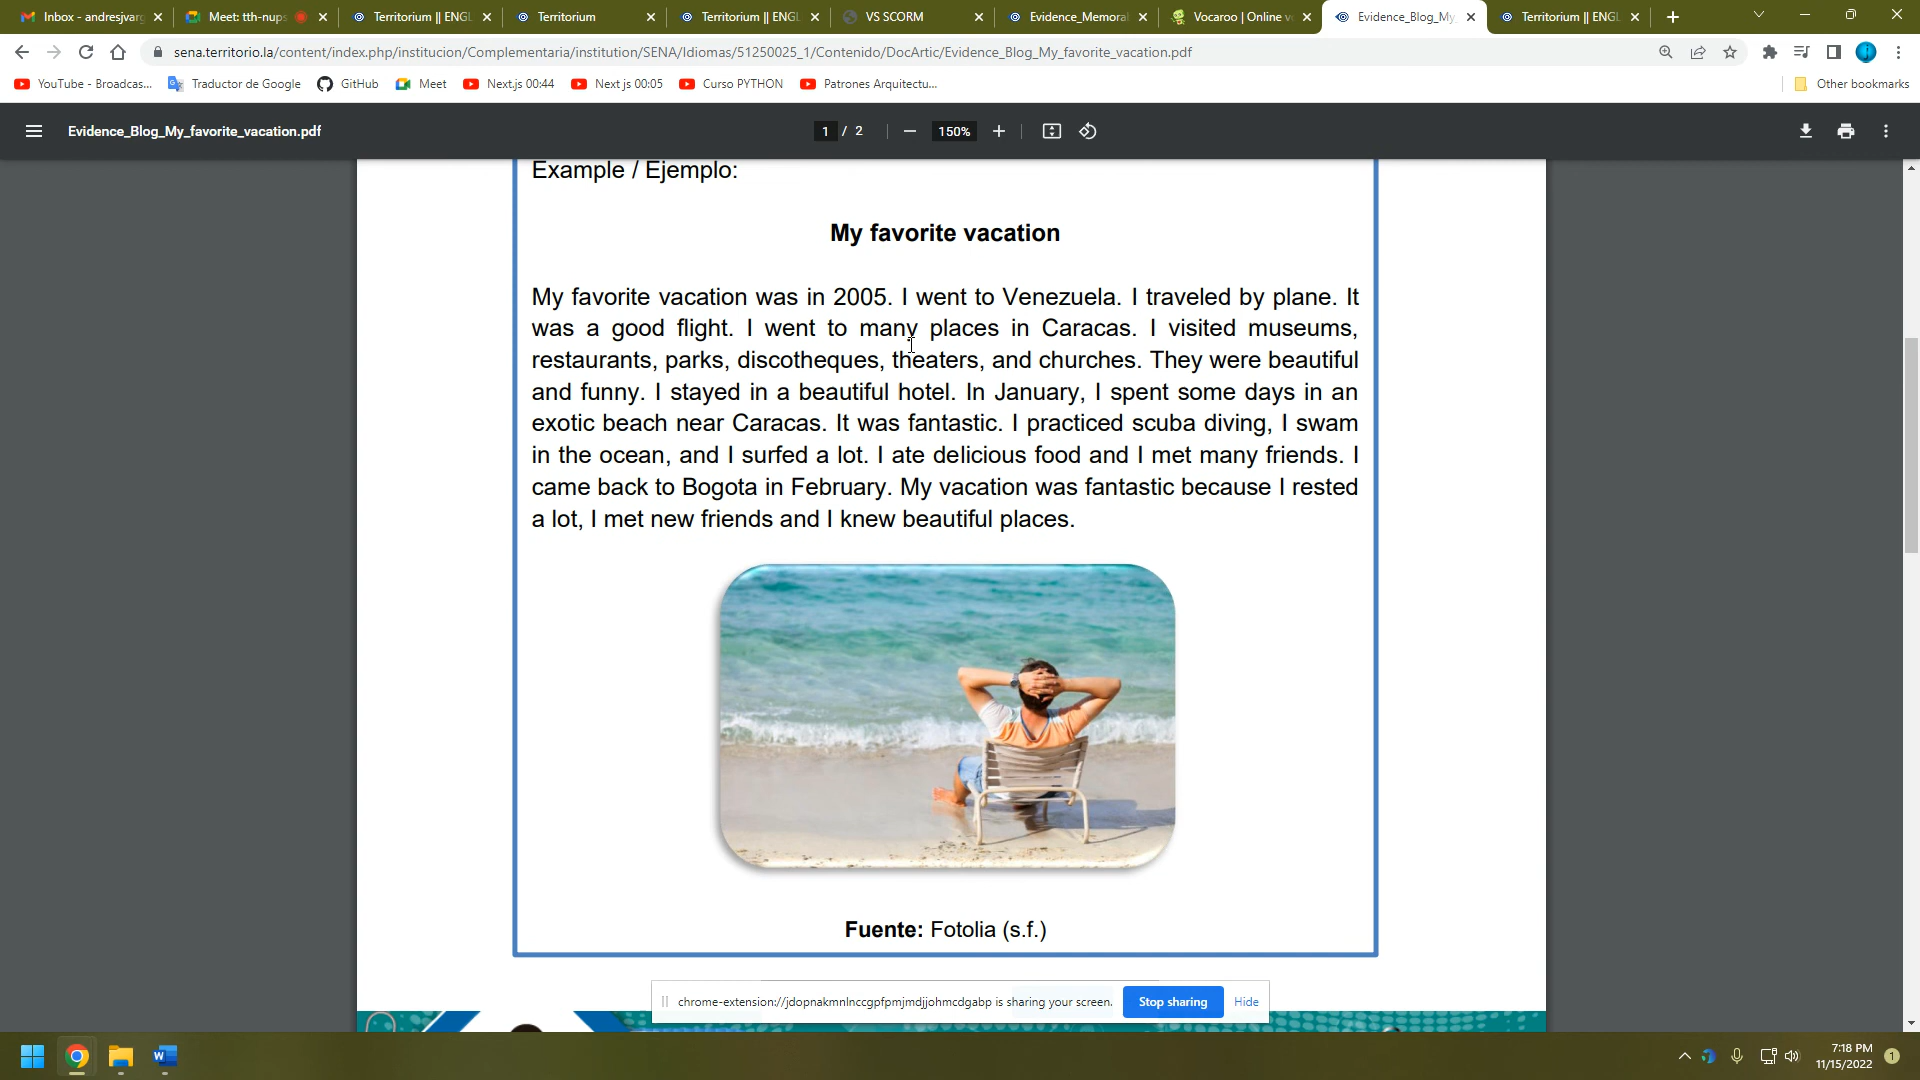 Inbox - andresjvarg
Meet: tth-nups
Territorium || ENGL
Territorium
Territorium || ENGL
VS SCORM
Evidence_Memora
Vocaroo | Online v
Evidence_Blog_My
Territorium || ENGL
sena.territorio.la/content/index.php/institucion/Complementaria/institution/SENA/Idiomas/51250025_1/Contenido/DocArtic/Evidence_Blog_My_favorite_vacation.pdf
YouTube - Broadcas...
Traductor de Google
GitHub
Meet
Next.js 00:44
Next js 00:05
Curso PYTHON
Patrones Arquitectu...
Other bookmarks
Evidence_Blog_My_favorite_vacation.pdf
1 / 2
150%
Example / Ejemplo:
My favorite vacation
My favorite vacation was in 2005. I went to Venezuela. I traveled by plane. It
was a good flight. I went to many places in Caracas. I visited museums,
restaurants, parks, discotheques, theaters, and churches. They were beautiful
and funny. I stayed in a beautiful hotel. In January, I spent some days in an
exotic beach near Caracas. It was fantastic. I practiced scuba diving, I swam
in the ocean, and I surfed a lot. I ate delicious food and I met many friends. I
came back to Bogota in February. My vacation was fantastic because I rested
a lot, I met new friends and I knew beautiful places.
Fuente: Fotolia (s.f.)
chrome-extension://jdopnakmnlnccgpfpmjmdjjohmcdgabp is sharing your screen.
Stop sharing
Hide
7:18 PM
11/15/2022
1